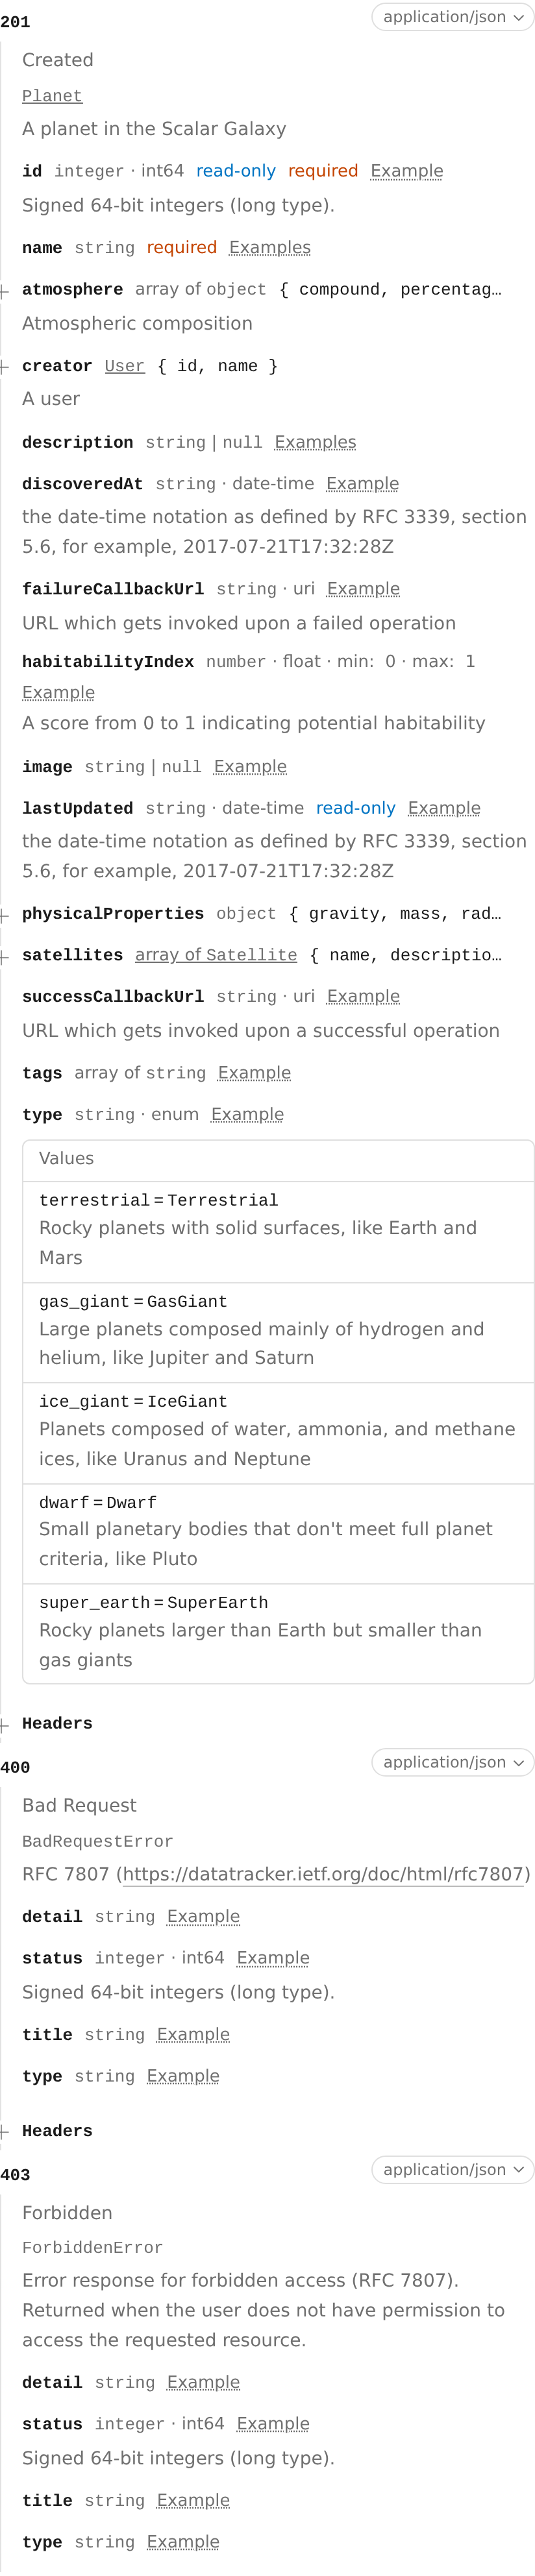 201
application/json
Created
Planet
A planet in the Scalar Galaxy
id integer · int64 read-only required Example
Signed 64-bit integers (long type).
name string required Examples
atmosphere array of object { compound, percentag…
Atmospheric composition
creator User { id, name }
A user
description string | null Examples
discoveredAt string · date-time Example
the date-time notation as defined by RFC 3339, section
5.6, for example, 2017-07-21T17:32:28Z
failureCallbackUrl string · uri Example
URL which gets invoked upon a failed operation
habitabilityIndex number · float · min: 0 · max: 1
Example
A score from 0 to 1 indicating potential habitability
image string | null Example
lastUpdated string · date-time read-only Example
the date-time notation as defined by RFC 3339, section
5.6, for example, 2017-07-21T17:32:28Z
physicalProperties object { gravity, mass, rad…
satellites array of Satellite { name, descriptio…
successCallbackUrl string · uri Example
URL which gets invoked upon a successful operation
tags array of string Example
type string · enum Example
Values
terrestrial = Terrestrial
Rocky planets with solid surfaces, like Earth and
Mars
gas_giant = GasGiant
Large planets composed mainly of hydrogen and
helium, like Jupiter and Saturn
ice_giant = IceGiant
Planets composed of water, ammonia, and methane
ices, like Uranus and Neptune
dwarf = Dwarf
Small planetary bodies that don't meet full planet
criteria, like Pluto
super_earth = SuperEarth
Rocky planets larger than Earth but smaller than
gas giants
Headers
400
application/json
Bad Request
BadRequestError
RFC 7807 (https://datatracker.ietf.org/doc/html/rfc7807)
detail string Example
status integer · int64 Example
Signed 64-bit integers (long type).
title string Example
type string Example
Headers
403
application/json
Forbidden
ForbiddenError
Error response for forbidden access (RFC 7807).
Returned when the user does not have permission to
access the requested resource.
detail string Example
status integer · int64 Example
Signed 64-bit integers (long type).
title string Example
type string Example